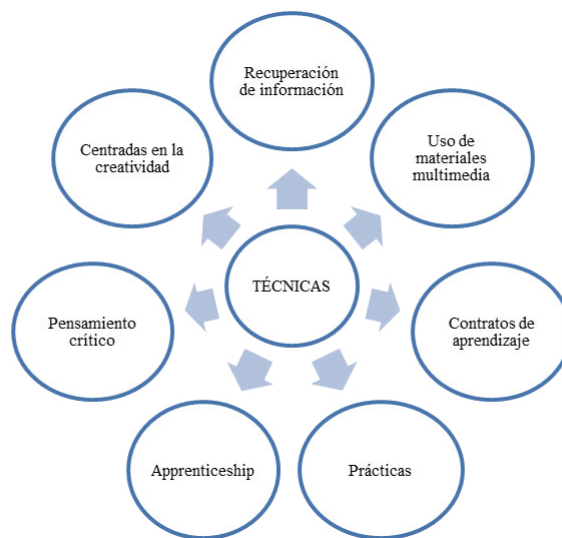 Recuperación
de información
Uso de
materiales
multimedia
Contratos de
aprendizaje
Prácticas
Apprenticeship
Pensamiento
crítico
Centradas en la
creatividad
TÉCNICAS